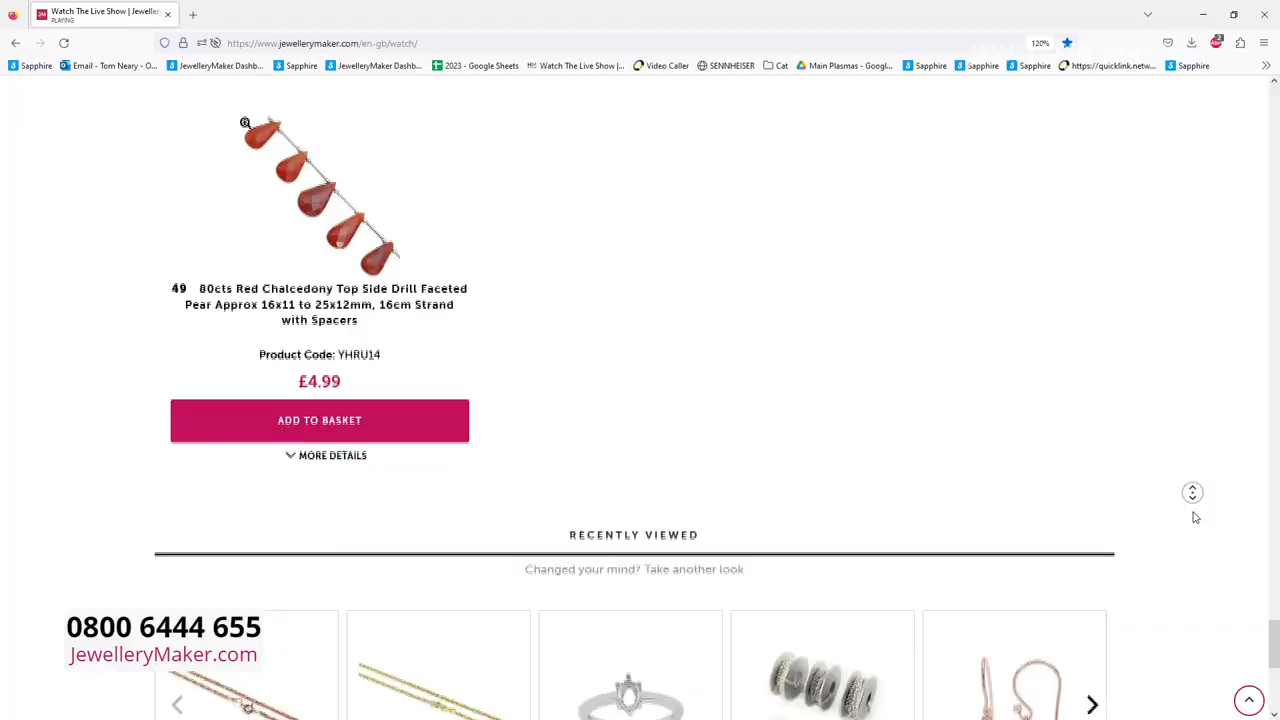 Watch The Live Show | Jeweller
PLAYING
https://www.jewellerymaker.com/en-gb/watch/
120%
2
Sapphire
Email - Tom Neary - O...
JewelleryMaker Dashb...
Sapphire
JewelleryMaker Dashb...
2023 - Google Sheets
Watch The Live Show |...
Video Caller
SENNHEISER
Cat
Main Plasmas - Googl...
Sapphire
Sapphire
Sapphire
https://quicklink.netw...
Sapphire
49 80cts Red Chalcedony Top Side Drill Faceted
Pear Approx 16x11 to 25x12mm, 16cm Strand
with Spacers
Product Code: YHRU14
£4.99
ADD TO BASKET
MORE DETAILS
RECENTLY VIEWED
Changed your mind? Take another look
0800 6444 655
JewelleryMaker.com